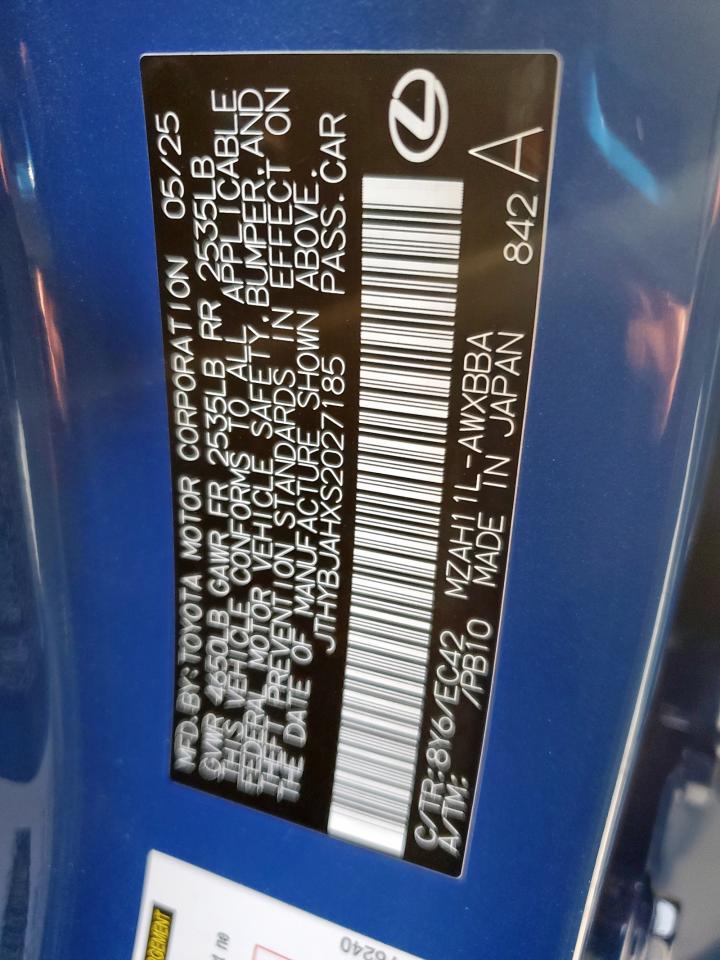 MFD.BY:TOYOTA MOTOR CORPORATION 05/25
GVWR 4650LB GAWR FR 2535LB RR 2535LB
THIS VEHICLE CONFORMS TO ALL APPLICABLE
FEDERAL MOTOR VEHICLE SAFETY,BUMPER,AND
THEFT PREVENTION STANDARDS IN EFFECT ON
THE DATE OF MANUFACTURE SHOWN ABOVE.
JTHYBJAHXS2027185 PASS.CAR
C/TR:8Y6/EC42 MZAH11L-AWXBBA 842
A/TM: /PB10 MADE IN JAPAN A
76240